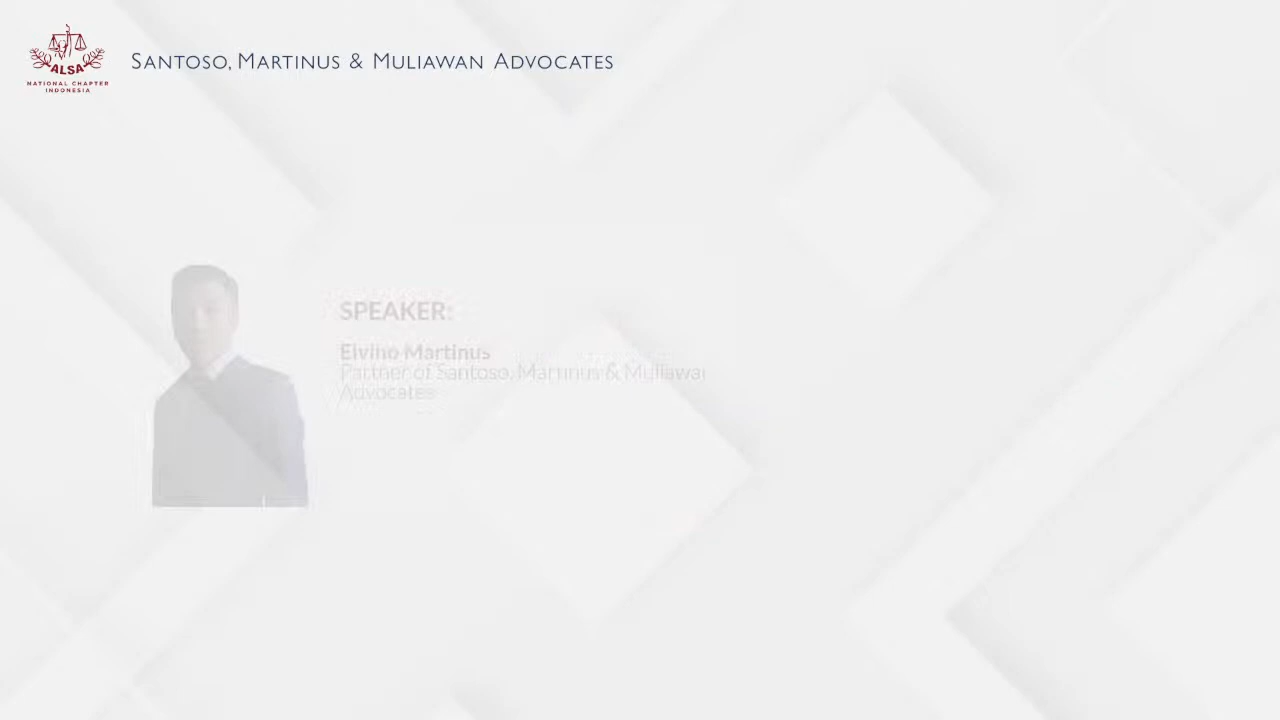 ALSA
NATIONAL CHAPTER
INDONESIA
SANTOSO, MARTINUS & MULIAWAN ADVOCATES
SPEAKER:
Elvino Martinus
Partner of Santoso, Martinus & Muliawan
Advocates